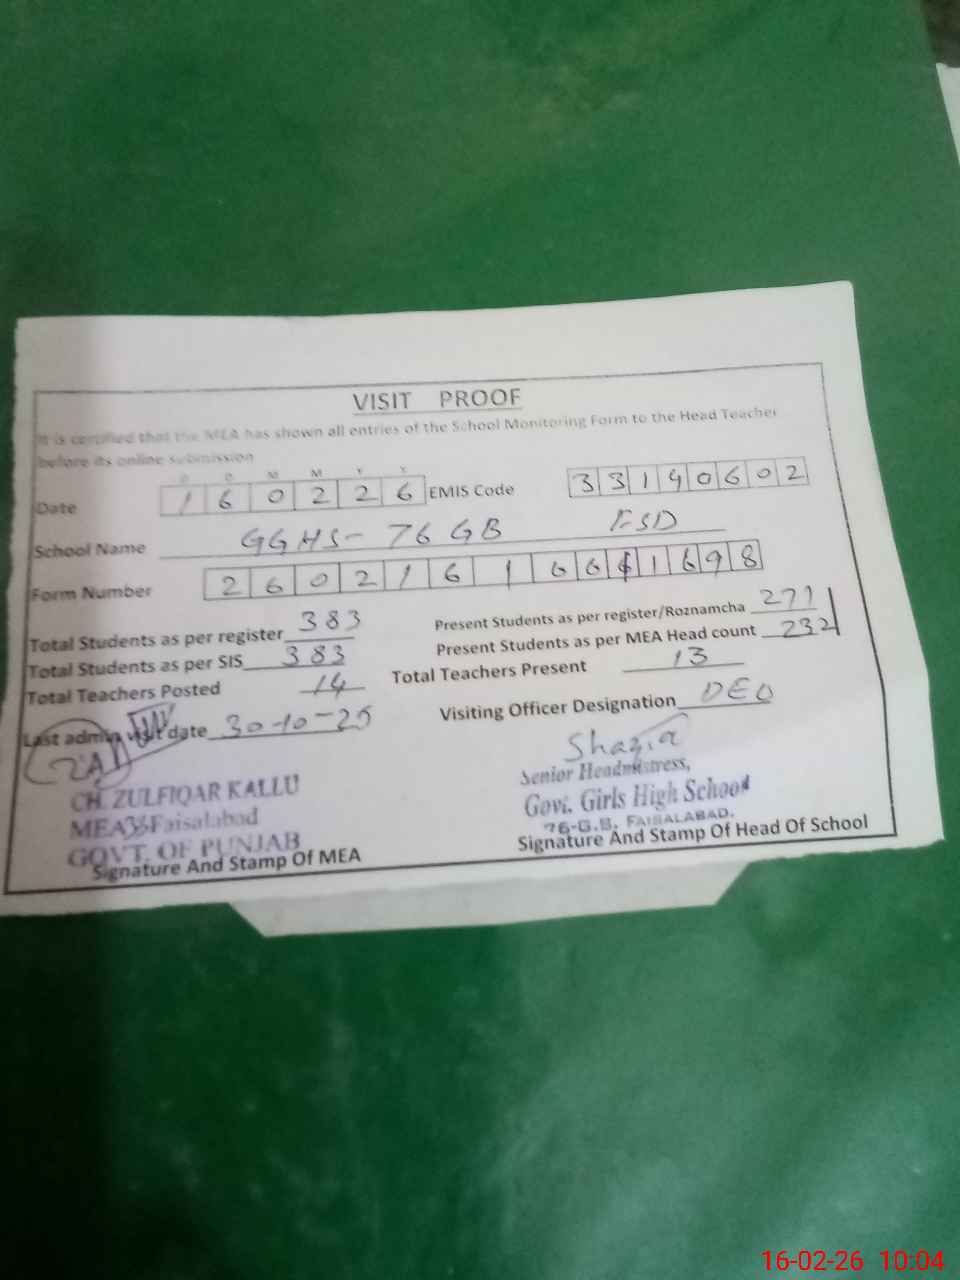 VISIT PROOF
It is certified that the MEA has shown all entries of the School Monitoring Form to the Head Teacher
before its online submission
D D M M Y Y
Date 1 6 0 2 2 6 EMIS Code 3 3 1 4 0 6 0 2
School Name GGHS- 76 GB FSD
Form Number 2 6 0 2 1 6 1 6 6 1 6 9 8
Total Students as per register 383 Present Students as per register/Roznamcha 271
Total Students as per SIS 383 Present Students as per MEA Head count 232
Total Teachers Posted 14 Total Teachers Present 13
Last admin visit date 30-10-25 Visiting Officer Designation DEO
Shazia
CH. ZULFIQAR KALLU Senior Headmistress,
MEA Faisalabad Govt. Girls High School
GOVT. OF PUNJAB 76-G.B. FAISALABAD.
Signature And Stamp Of MEA Signature And Stamp Of Head Of School
16-02-26 10:04